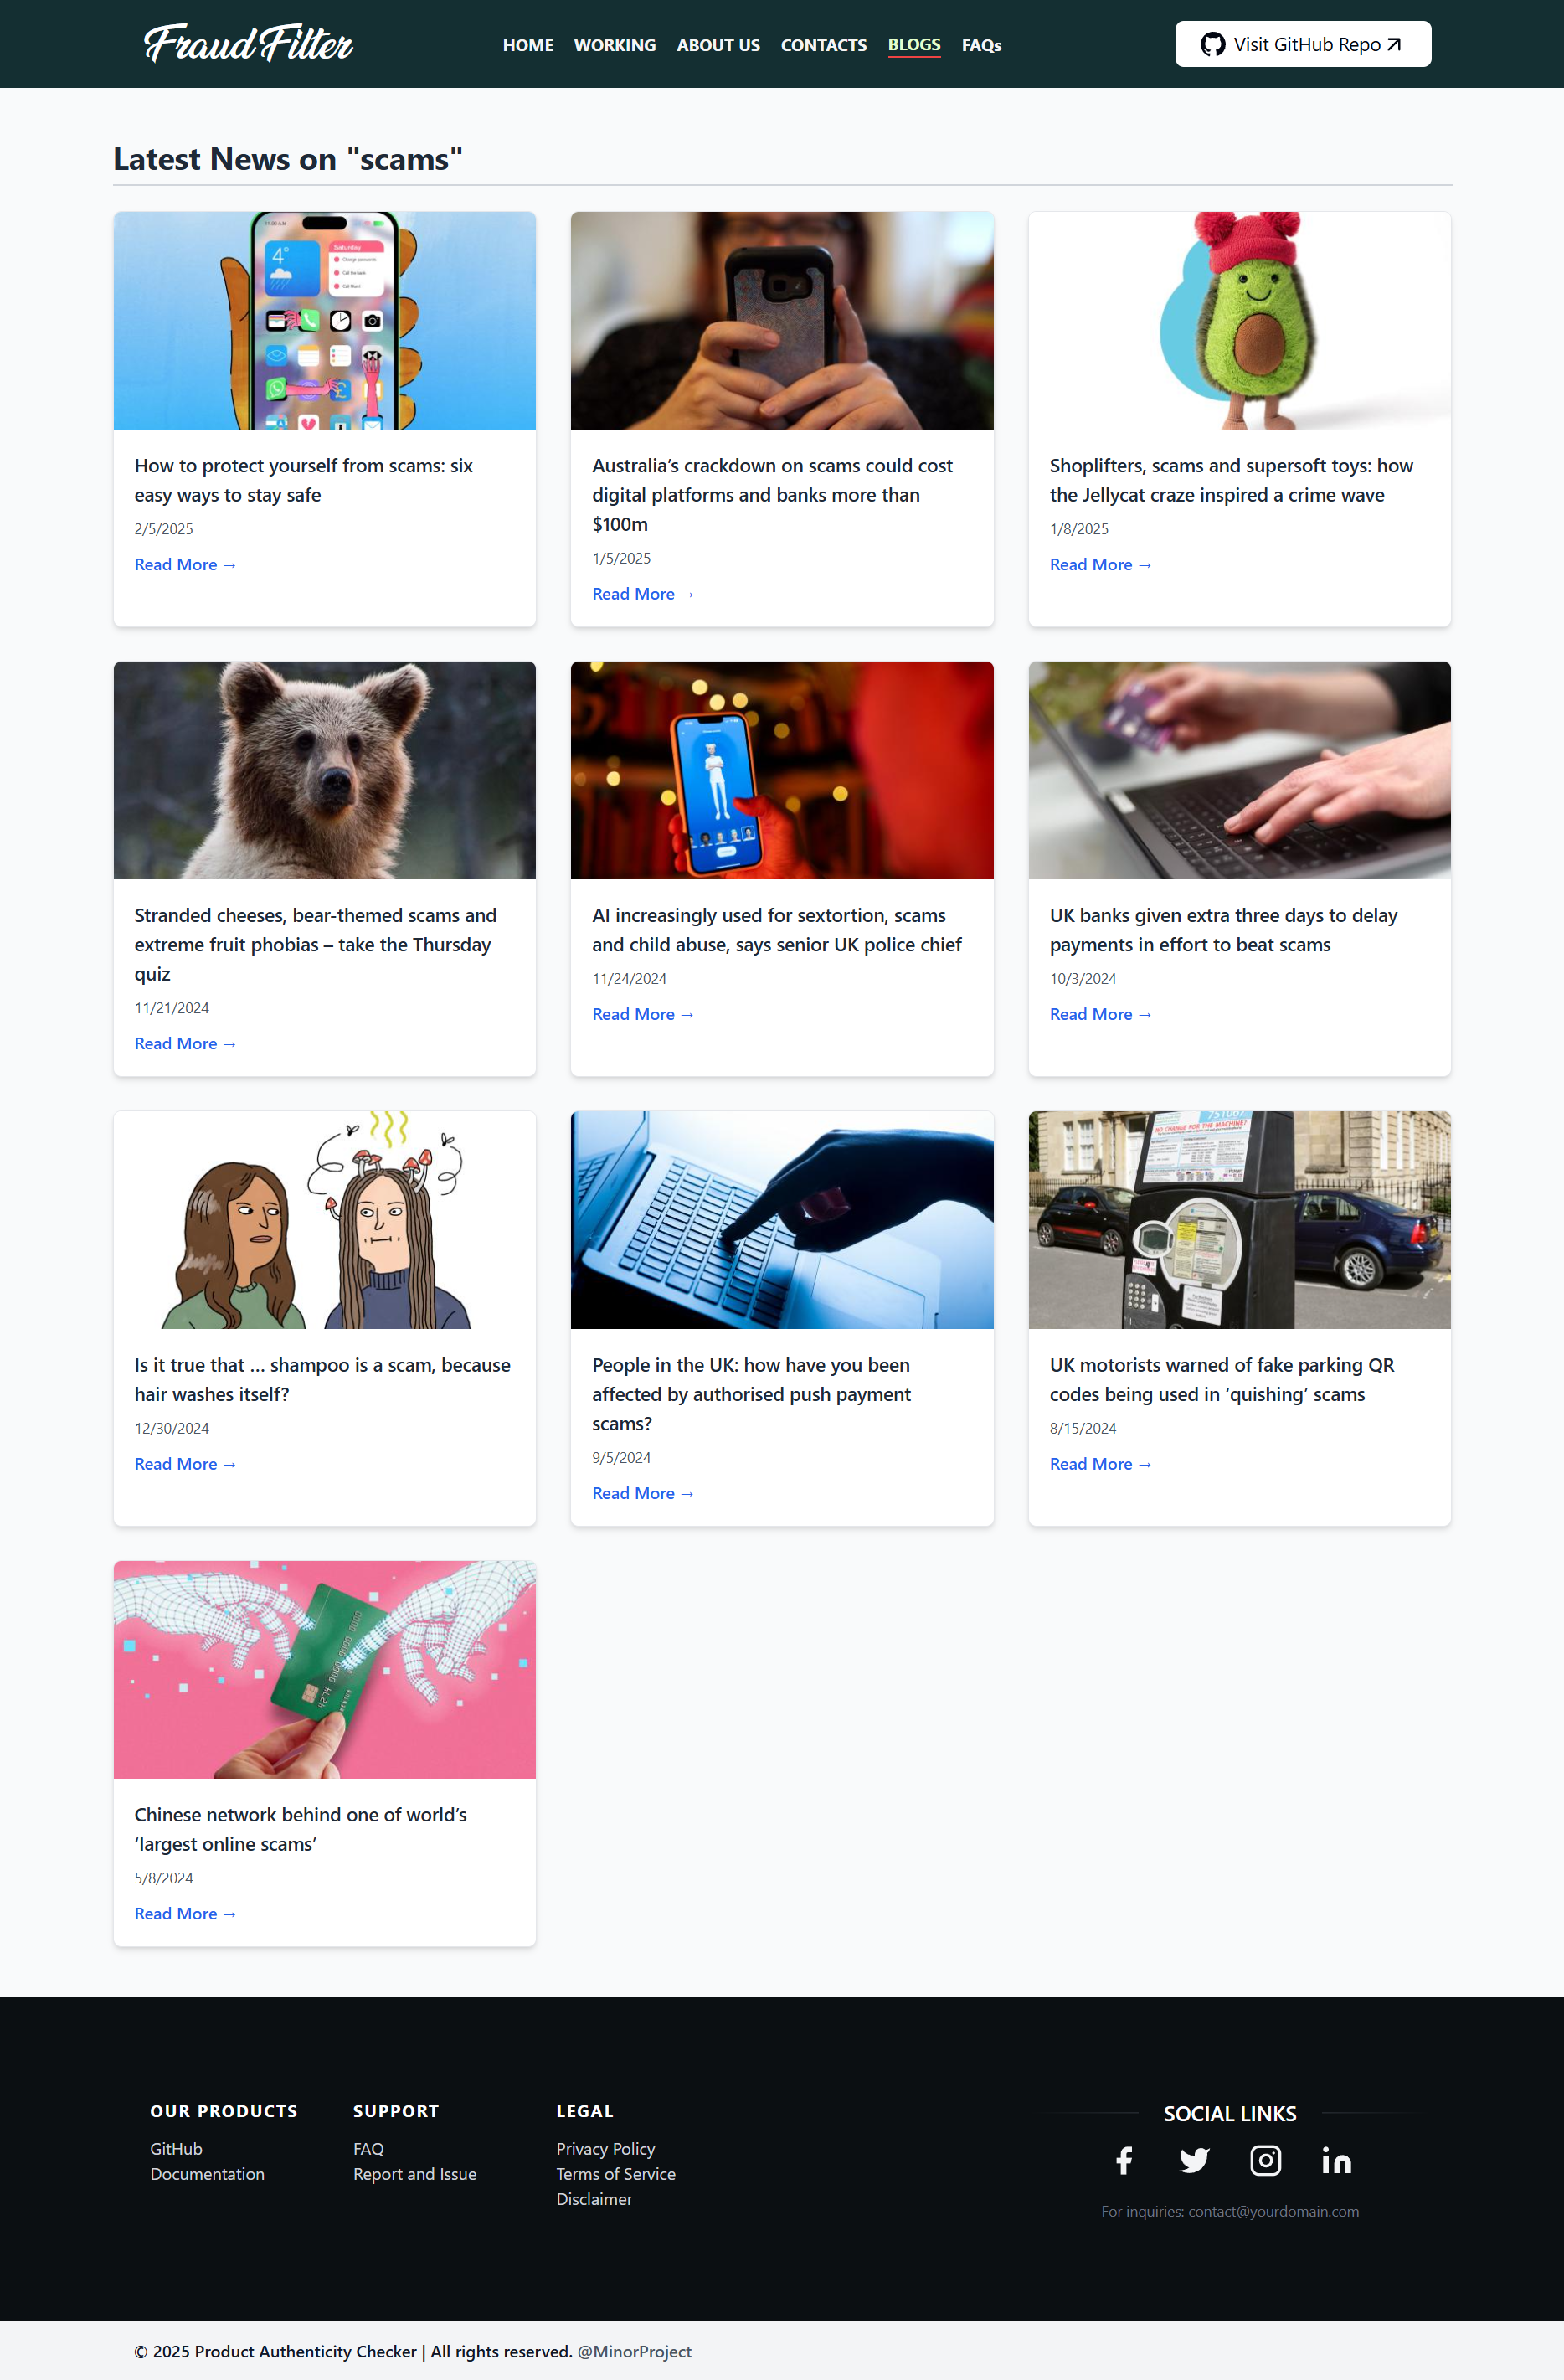 Fraud Filter
HOME WORKING ABOUT US CONTACTS BLOGS FAQs
Visit GitHub Repo
Latest News on "scams"
Saturday
4°
How to protect yourself from scams: six
easy ways to stay safe
2/5/2025
Read More →
Australia’s crackdown on scams could cost
digital platforms and banks more than
$100m
1/5/2025
Read More →
Shoplifters, scams and supersoft toys: how
the Jellycat craze inspired a crime wave
1/8/2025
Read More →
Stranded cheeses, bear-themed scams and
extreme fruit phobias – take the Thursday
quiz
11/21/2024
Read More →
AI increasingly used for sextortion, scams
and child abuse, says senior UK police chief
11/24/2024
Read More →
UK banks given extra three days to delay
payments in effort to beat scams
10/3/2024
Read More →
NO CHANGE FOR THE MACHINE?
Is it true that … shampoo is a scam, because
hair washes itself?
12/30/2024
Read More →
People in the UK: how have you been
affected by authorised push payment
scams?
9/5/2024
Read More →
UK motorists warned of fake parking QR
codes being used in ‘quishing’ scams
8/15/2024
Read More →
4274 0000 0000 0000
Chinese network behind one of world’s
‘largest online scams’
5/8/2024
Read More →
OUR PRODUCTS
GitHub
Documentation
SUPPORT
FAQ
Report and Issue
LEGAL
Privacy Policy
Terms of Service
Disclaimer
SOCIAL LINKS
For inquiries: contact@yourdomain.com
© 2025 Product Authenticity Checker | All rights reserved. @MinorProject